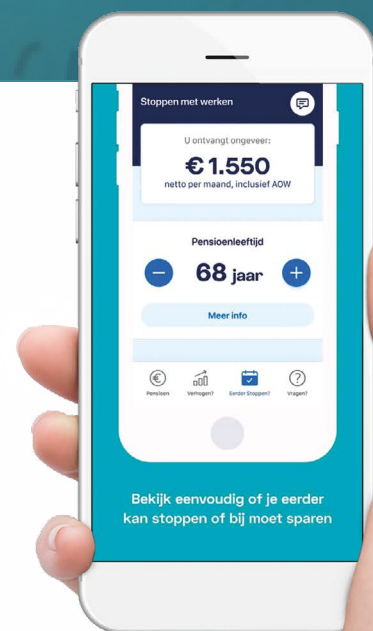 Stoppen met werken
U ontvangt ongeveer:
€ 1.550
netto per maand, inclusief AOW
Pensioenleeftijd
68 jaar
Meer info
Pensioen Verhogen? Eerder Stoppen? Vragen?
Bekijk eenvoudig of je eerder
kan stoppen of bij moet sparen